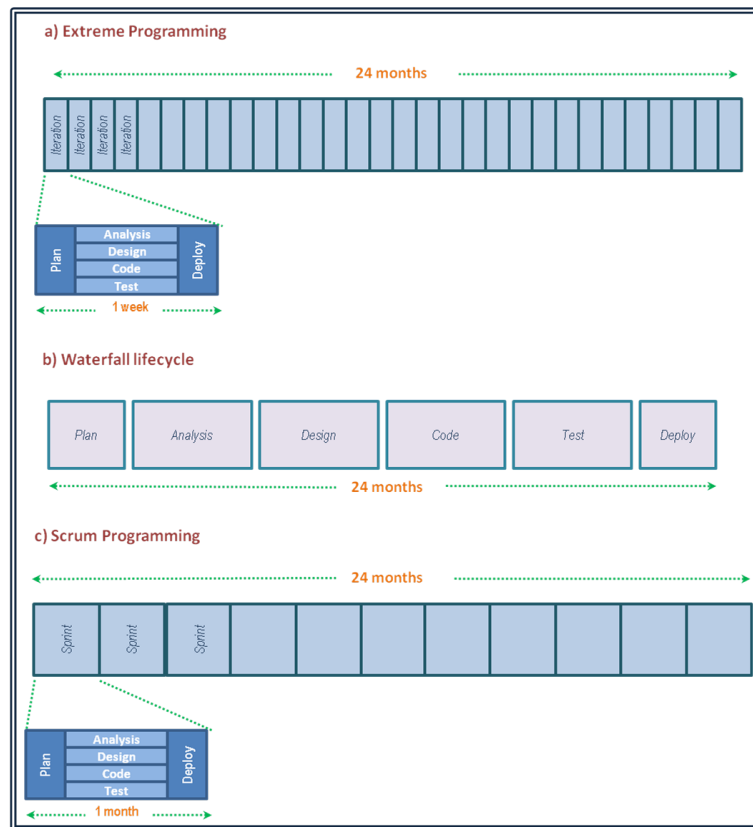 a) Extreme Programming
24 months
Iteration
Iteration
Iteration
Iteration
Plan
Analysis
Design
Code
Test
Deploy
1 week
b) Waterfall lifecycle
Plan
Analysis
Design
Code
Test
Deploy
24 months
c) Scrum Programming
24 months
Sprint
Sprint
Sprint
Plan
Analysis
Design
Code
Test
Deploy
1 month